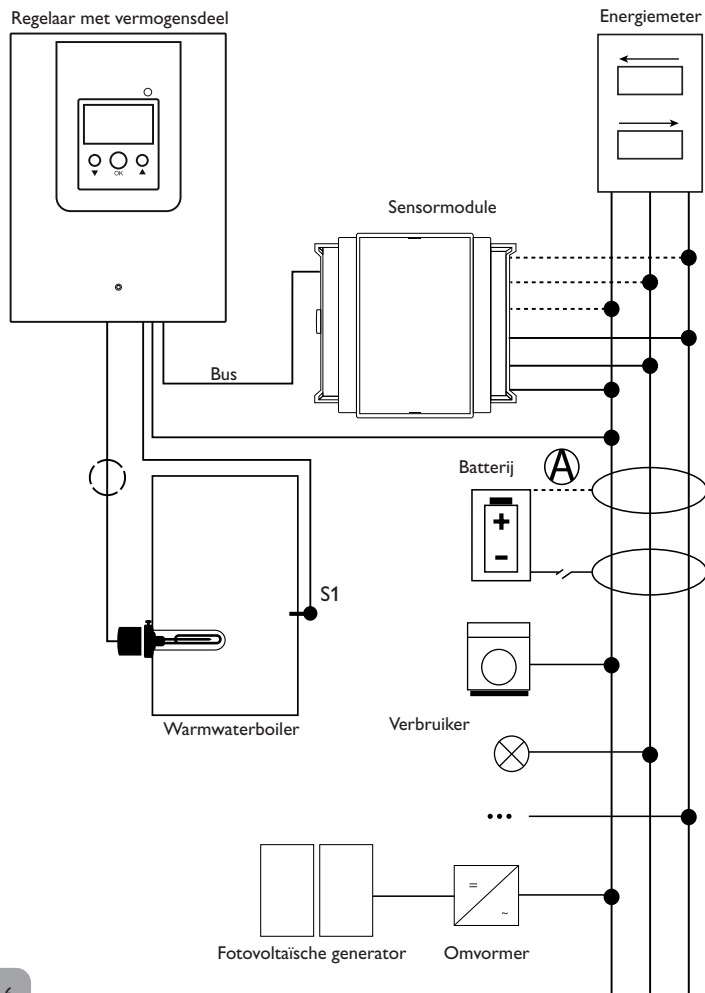 Regelaar met vermogensdeel
Energiemeter
OK
Sensormodule
Bus
Batterij
A
+
−
S1
Warmwaterboiler
Verbruiker
...
=
~
Fotovoltaïsche generator
Omvormer